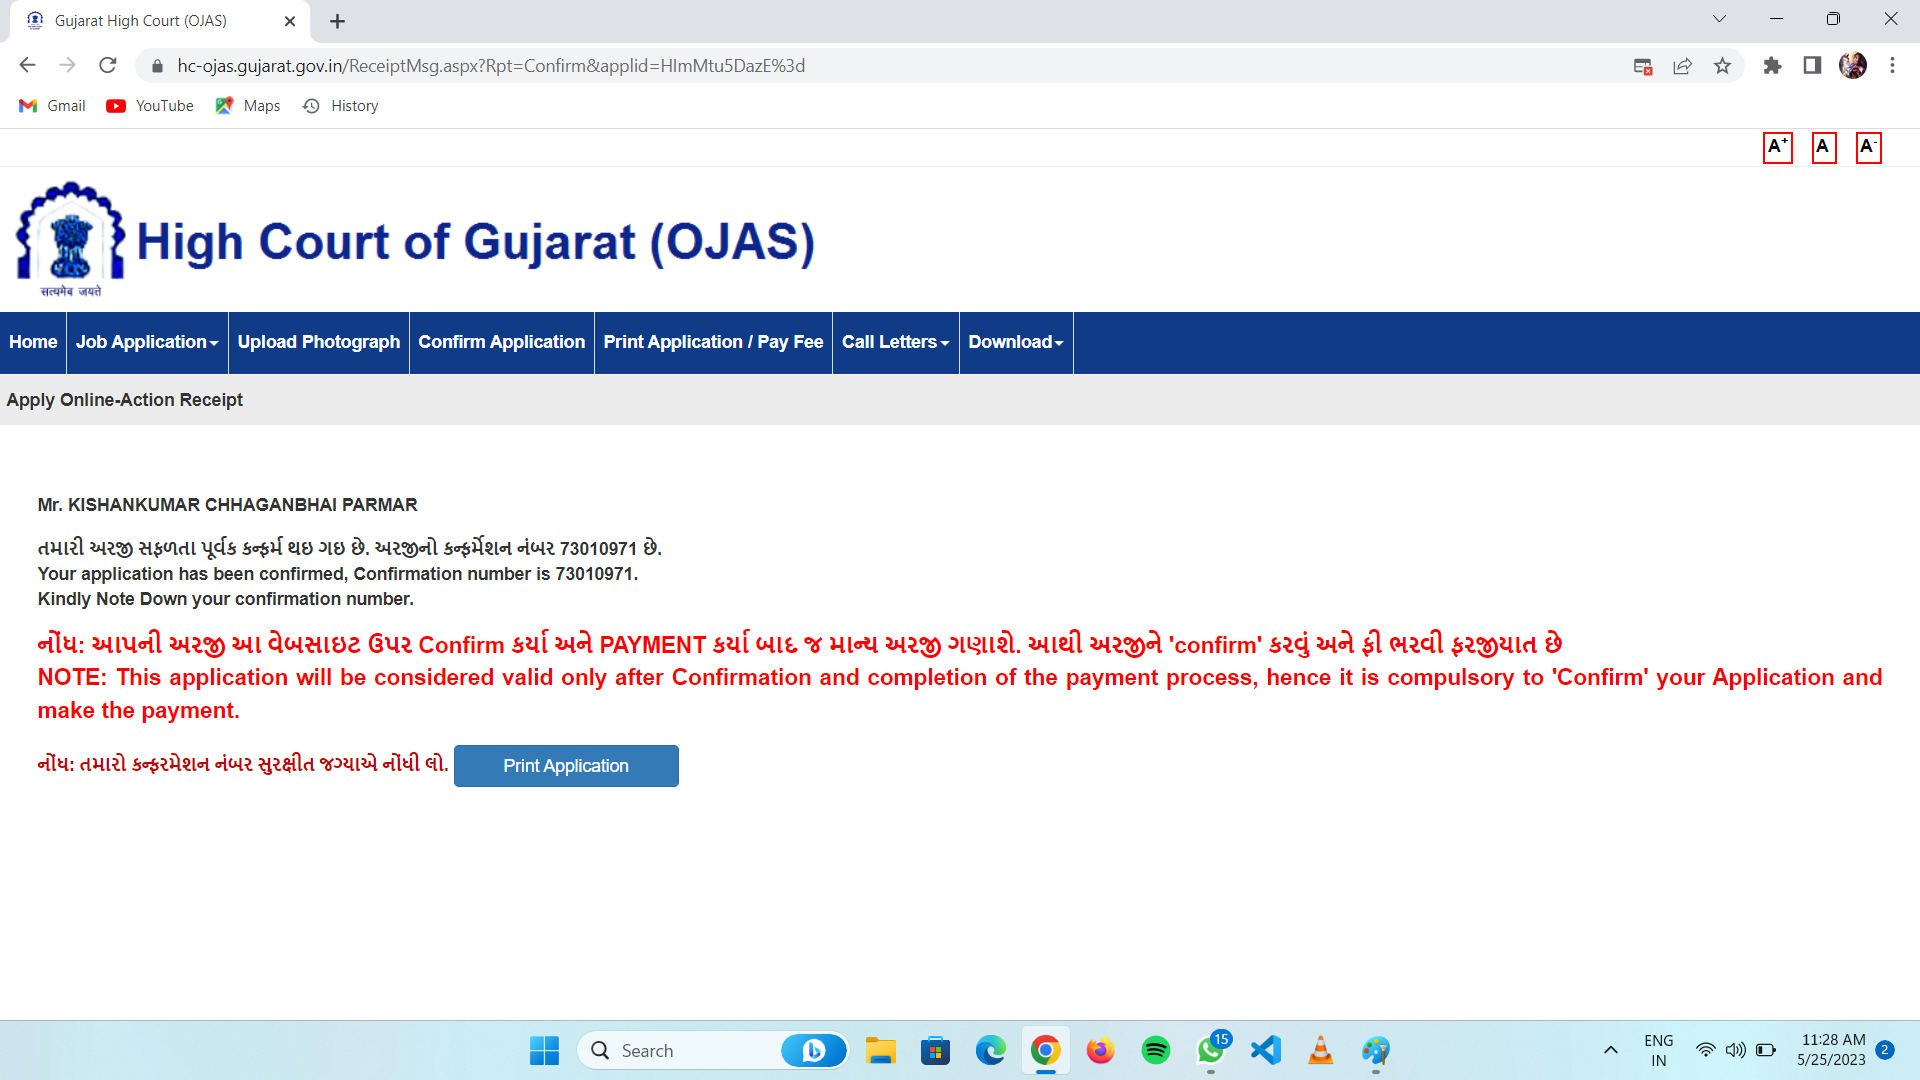 Gujarat High Court (OJAS)
hc-ojas.gujarat.gov.in/ReceiptMsg.aspx?Rpt=Confirm&applid=HImMtu5DazE%3d
Gmail YouTube Maps History
A+ A A-
High Court of Gujarat (OJAS)
सत्यमेव जयते
Home Job Application Upload Photograph Confirm Application Print Application / Pay Fee Call Letters Download
Apply Online-Action Receipt
Mr. KISHANKUMAR CHHAGANBHAI PARMAR
તમારી અરજી સફળતા પૂર્વક કન્ફર્મ થઇ ગઇ છે. અરજીનો કન્ફર્મેશન નંબર 73010971 છે.
Your application has been confirmed, Confirmation number is 73010971.
Kindly Note Down your confirmation number.
નોંધ: આપની અરજી આ વેબસાઇટ ઉપર Confirm કર્યા અને PAYMENT કર્યા બાદ જ માન્ય અરજી ગણાશે. આથી અરજીને 'confirm' કરવું અને ફી ભરવી ફરજીયાત છે
NOTE: This application will be considered valid only after Confirmation and completion of the payment process, hence it is compulsory to 'Confirm' your Application and
make the payment.
નોંધ: તમારો કન્ફરમેશન નંબર સુરક્ષીત જગ્યાએ નોંધી લો. Print Application
Search
15
ENG
IN
11:28 AM
5/25/2023
2